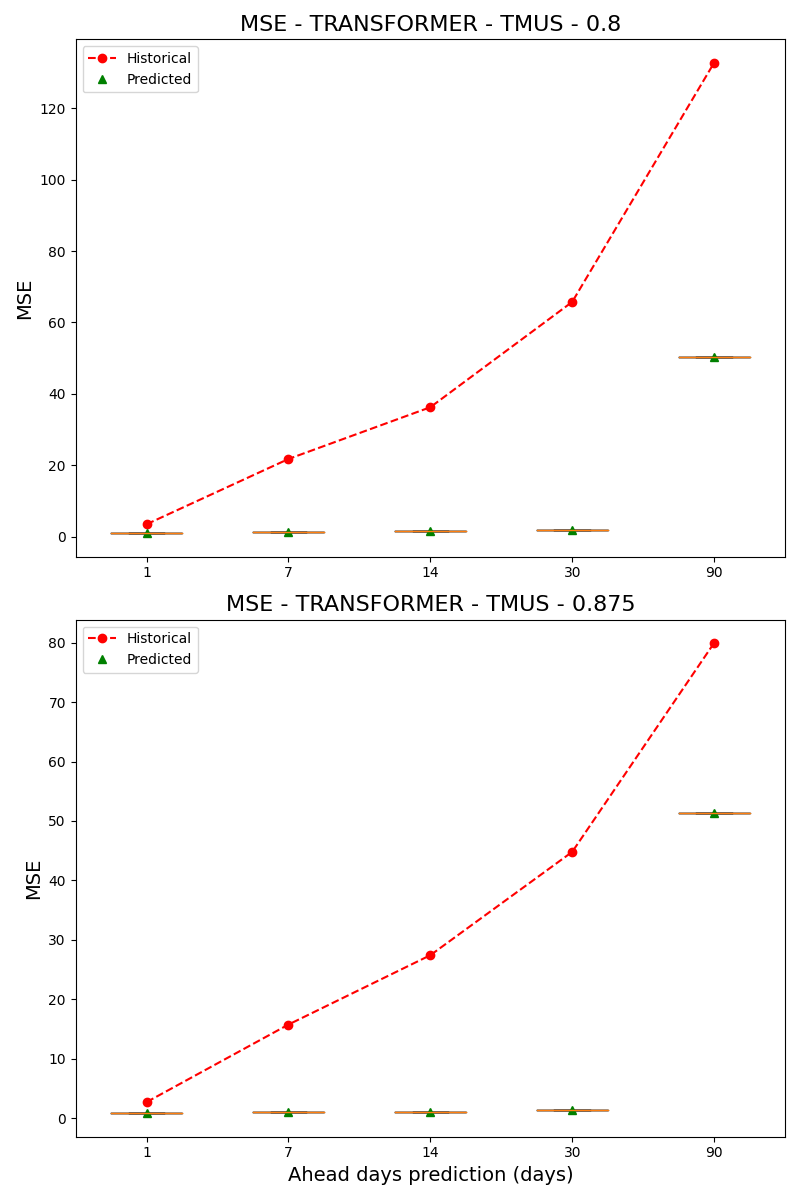 MSE - TRANSFORMER - TMUS - 0.8
Historical
Predicted
MSE
120
100
80
60
40
20
0
1 7 14 30 90
MSE - TRANSFORMER - TMUS - 0.875
Historical
Predicted
MSE
80
70
60
50
40
30
20
10
0
1 7 14 30 90
Ahead days prediction (days)